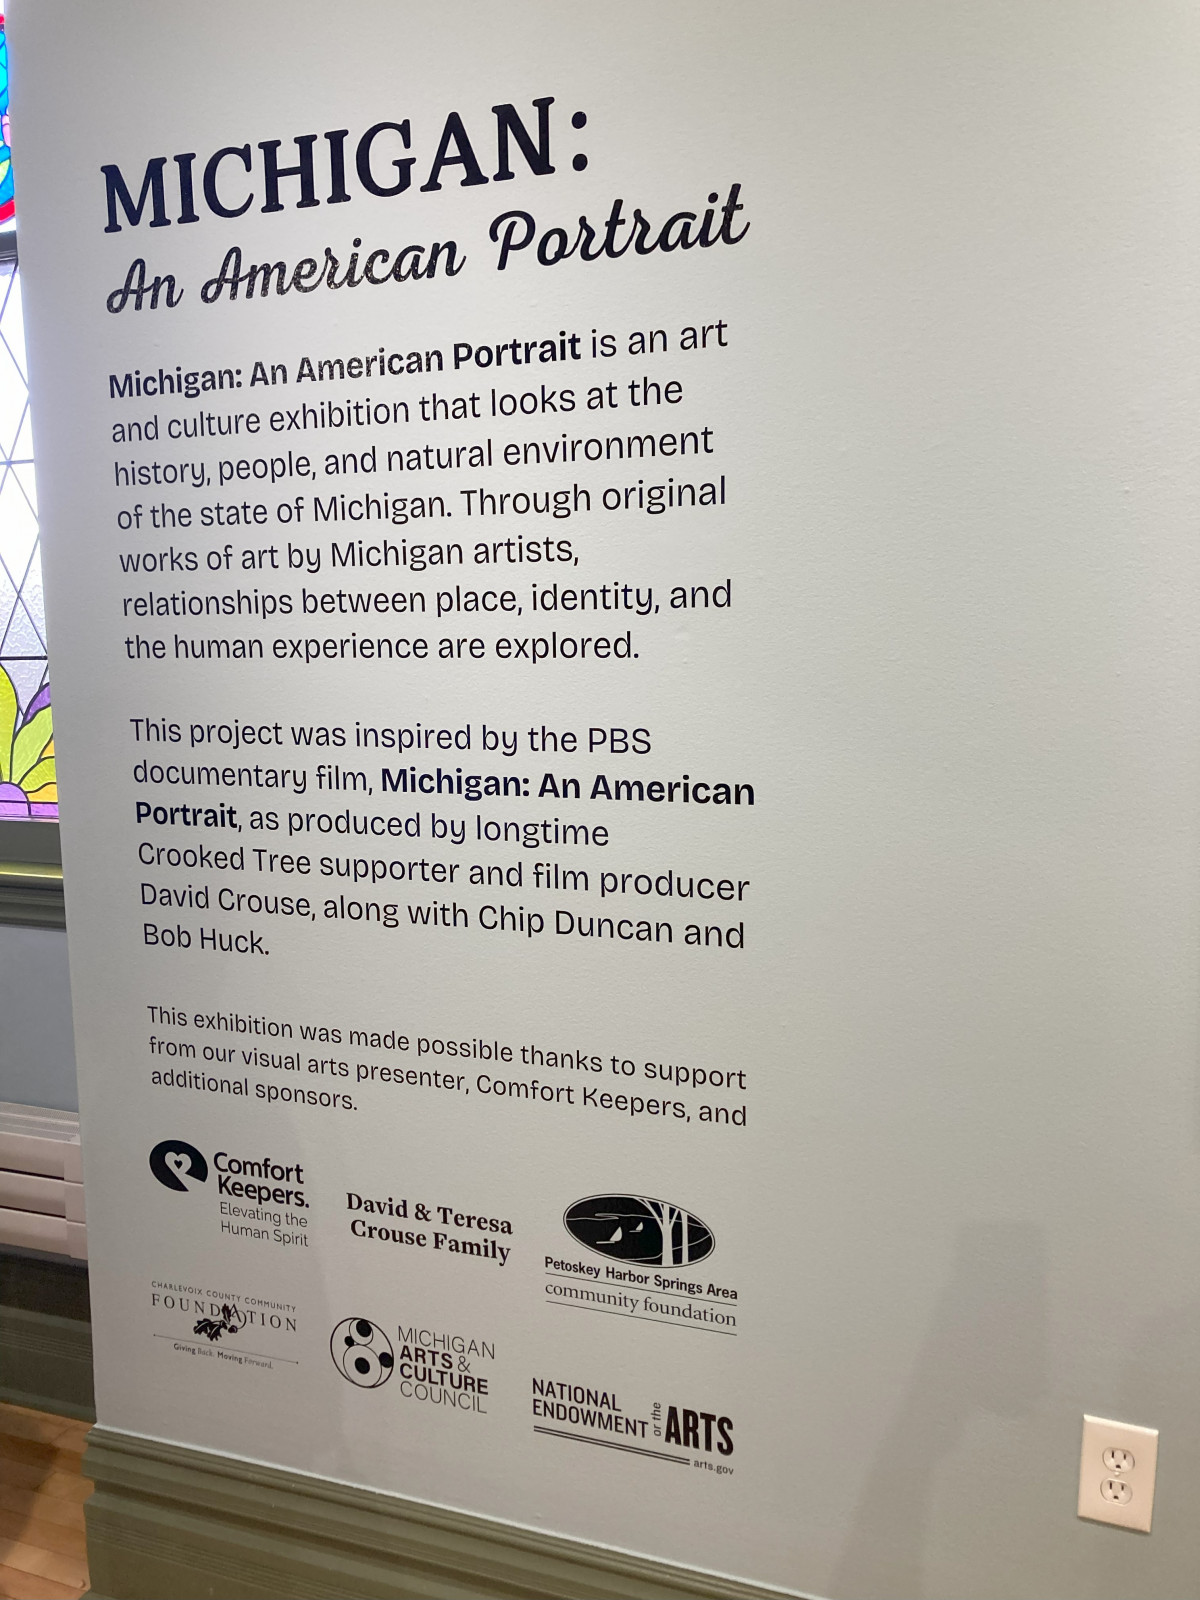 MICHIGAN:
An American Portrait
Michigan: An American Portrait is an art
and culture exhibition that looks at the
history, people, and natural environment
of the state of Michigan. Through original
works of art by Michigan artists,
relationships between place, identity, and
the human experience are explored.
This project was inspired by the PBS
documentary film, Michigan: An American
Portrait, as produced by longtime
Crooked Tree supporter and film producer
David Crouse, along with Chip Duncan and
Bob Huck.
This exhibition was made possible thanks to support
from our visual arts presenter, Comfort Keepers, and
additional sponsors.
Comfort
Keepers.
Elevating the
Human Spirit
David & Teresa
Crouse Family
Petoskey Harbor Springs Area
community foundation
CHARLEVOIX COUNTY COMMUNITY
FOUNDATION
Giving Back. Moving Forward.
MICHIGAN
ARTS &
CULTURE
COUNCIL
NATIONAL
ENDOWMENT
for the
ARTS
arts.gov